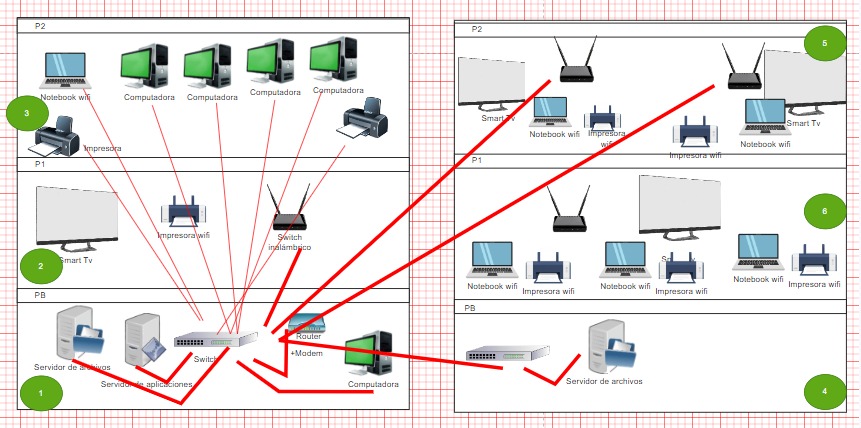 P2
Notebook wifi
Computadora
Computadora
Computadora
Computadora
3
Impresora
P1
Impresora wifi
Switch
inalámbrico
Smart Tv
2
PB
Router
+Modem
Switch
Servidor de archivos
Servidor de aplicaciones
Computadora
1
P2
5
Smart Tv
Notebook wifi
Impresora
wifi
Impresora wifi
Smart Tv
Notebook wifi
P1
6
Notebook wifi
Impresora wifi
Notebook wifi
Impresora wifi
Notebook wifi
Impresora wifi
PB
Servidor de archivos
4